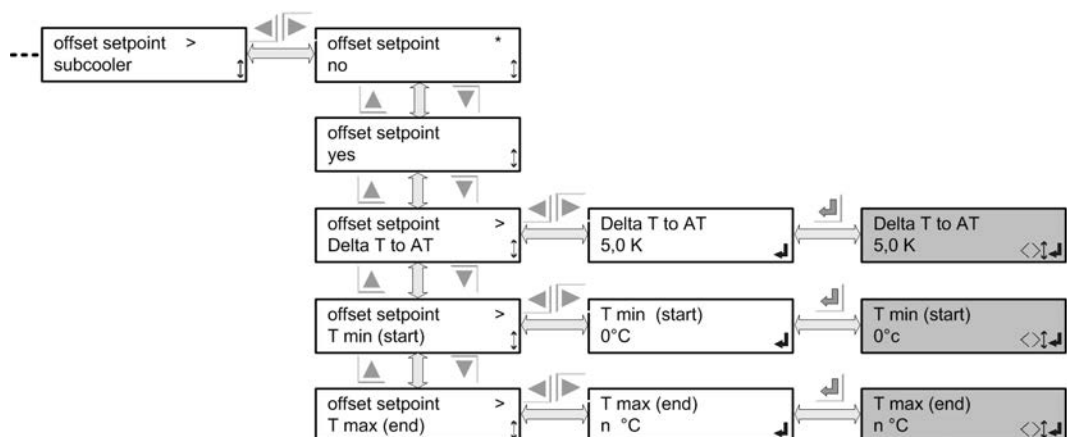 offset setpoint >
subcooler
offset setpoint *
no
offset setpoint
yes
offset setpoint >
Delta T to AT
Delta T to AT
5,0 K
Delta T to AT
5,0 K
offset setpoint >
T min (start)
T min (start)
0°C
T min (start)
0°c
offset setpoint >
T max (end)
T max (end)
n °C
T max (end)
n °C